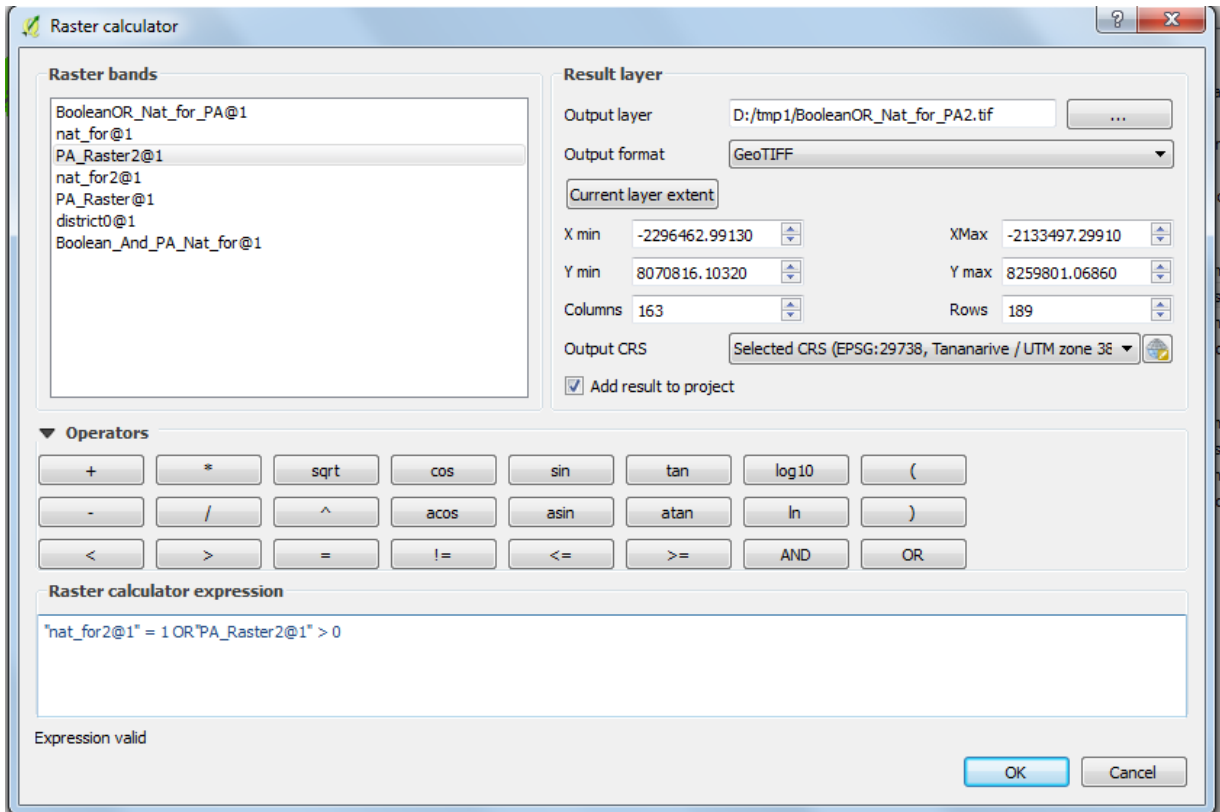 Raster calculator
Raster bands
BooleanOR_Nat_for_PA@1
nat_for@1
PA_Raster2@1
nat_for2@1
PA_Raster@1
district0@1
Boolean_And_PA_Nat_for@1
Result layer
Output layer D:/tmp1/BooleanOR_Nat_for_PA2.tif ...
Output format GeoTIFF
Current layer extent
X min -2296462.99130 XMax -2133497.29910
Y min 8070816.10320 Y max 8259801.06860
Columns 163 Rows 189
Output CRS Selected CRS (EPSG:29738, Tananarive / UTM zone 38
Add result to project
Operators
+ * sqrt cos sin tan log10 (
- / ^ acos asin atan ln )
< > = != <= >= AND OR
Raster calculator expression
"nat_for2@1" = 1 OR"PA_Raster2@1" > 0
Expression valid
OK Cancel